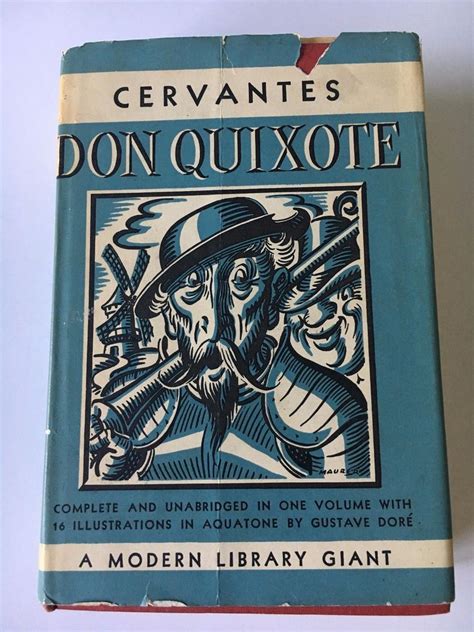 CERVANTES
DON QUIXOTE
MAURER
COMPLETE AND UNABRIDGED IN ONE VOLUME WITH
16 ILLUSTRATIONS IN AQUATONE BY GUSTAVE DORÉ
A MODERN LIBRARY GIANT